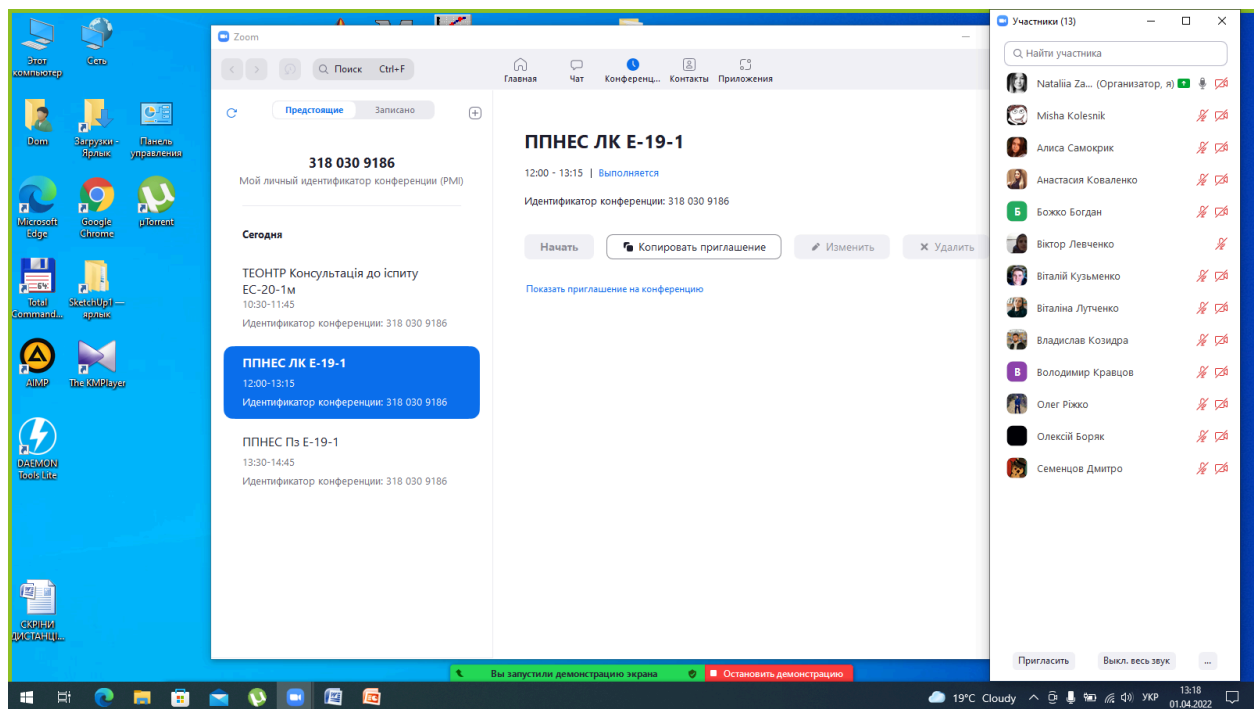 Этот компьютер
Сеть
Dom
Загрузки - Ярлык
Панель управления
Microsoft Edge
Google Chrome
µTorrent
Total Command...
SketchUp1 — ярлык
AIMP
The KMPlayer
DAEMON Tools Lite
СКРІНИ ДИСТАНЦІ...
Zoom
Поиск Ctrl+F
Главная
Чат
Конференц...
Контакты
Приложения
Предстоящие
Записано
318 030 9186
Мой личный идентификатор конференции (PMI)
Сегодня
ТЕОНТР Консультація до іспиту
ЕС-20-1м
10:30-11:45
Идентификатор конференции: 318 030 9186
ППНЕС ЛК Е-19-1
12:00-13:15
Идентификатор конференции: 318 030 9186
ППНЕС Пз Е-19-1
13:30-14:45
Идентификатор конференции: 318 030 9186
ППНЕС ЛК Е-19-1
12:00 - 13:15 | Выполняется
Идентификатор конференции: 318 030 9186
Начать
Копировать приглашение
Изменить
Удалить
Показать приглашение на конференцию
Участники (13)
Найти участника
Nataliia Za... (Организатор, я)
Misha Kolesnik
Алиса Самокрик
Анастасия Коваленко
Б Божко Богдан
Віктор Левченко
Віталій Кузьменко
Віталіна Лутченко
Владислав Козидра
В Володимир Кравцов
Олег Ріжко
Олексій Боряк
Семенцов Дмитро
Пригласить
Выкл. весь звук
...
Вы запустили демонстрацию экрана
Остановить демонстрацию
19°C Cloudy
УКР
13:18
01.04.2022